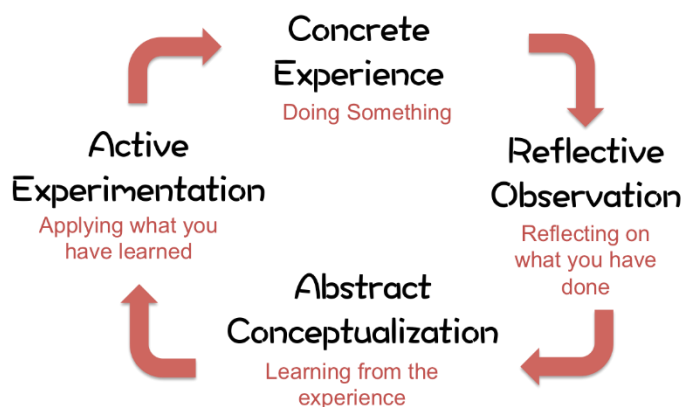 Concrete
Experience
Doing Something
Reflective
Observation
Reflecting on
what you have
done
Abstract
Conceptualization
Learning from the
experience
Active
Experimentation
Applying what you
have learned